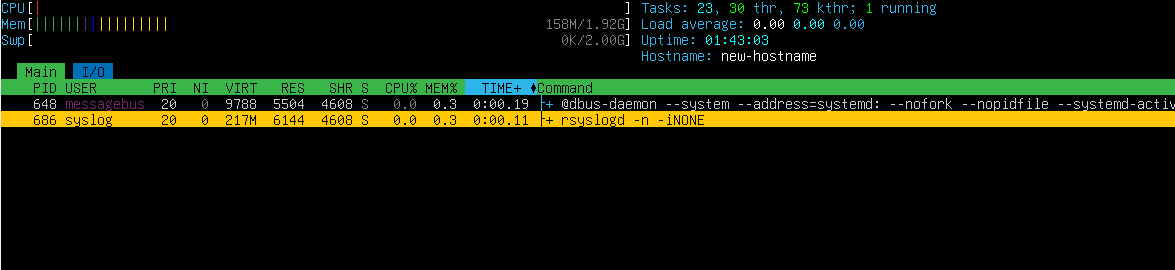 CPU[| ] Tasks: 23, 30 thr, 73 kthr; 1 running
Mem[||||||||||||||||| 158M/1.92G] Load average: 0.00 0.00 0.00
Swp[ 0K/2.00G] Uptime: 01:43:03
Hostname: new-hostname
Main I/O
PID USER PRI NI VIRT RES SHR S CPU% MEM% TIME+ Command
648 messagebus 20 0 9788 5504 4608 S 0.0 0.3 0:00.19 ├+ @dbus-daemon --system --address=systemd: --nofork --nopidfile --systemd-activ
686 syslog 20 0 217M 6144 4608 S 0.0 0.3 0:00.11 ├+ rsyslogd -n -iNONE